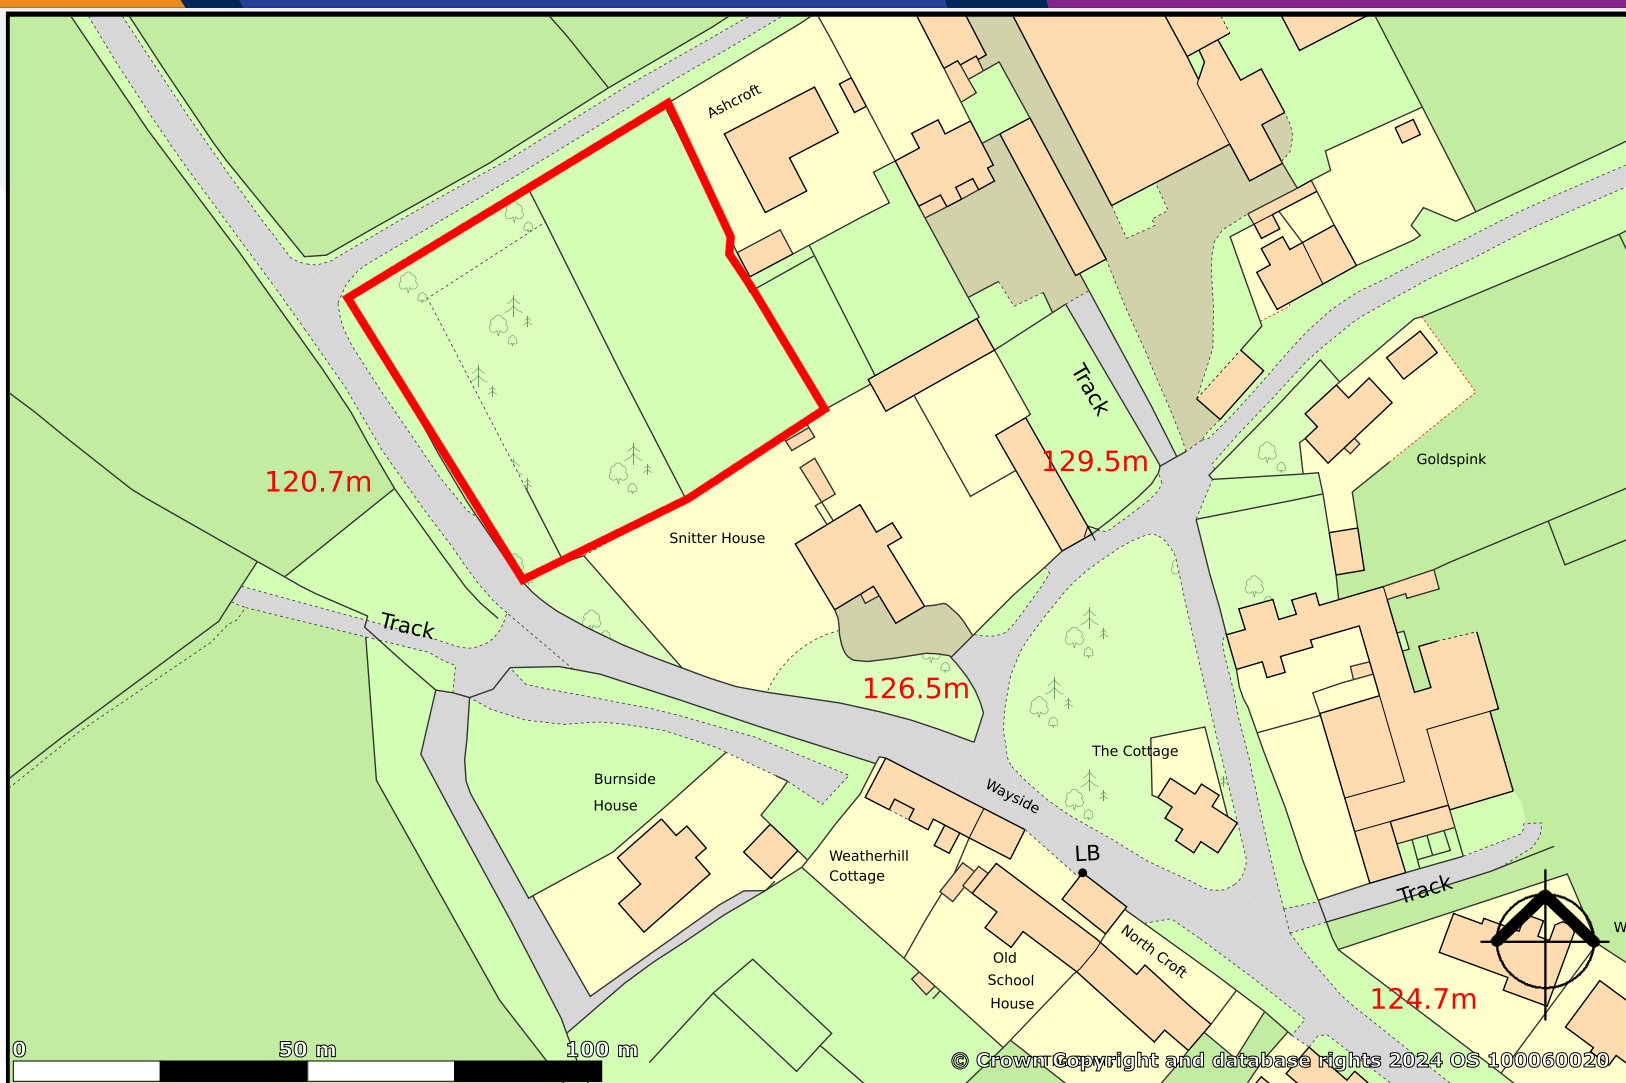 Ashcroft
Track
129.5m
120.7m
Goldspink
Snitter House
Track
126.5m
The Cottage
Burnside
House
Wayside
Weatherhill
Cottage
LB
Track
North Croft
Old
School
House
W
124.7m
0
50 m
100 m
© Crown Copyright and database rights 2024 OS 100060020